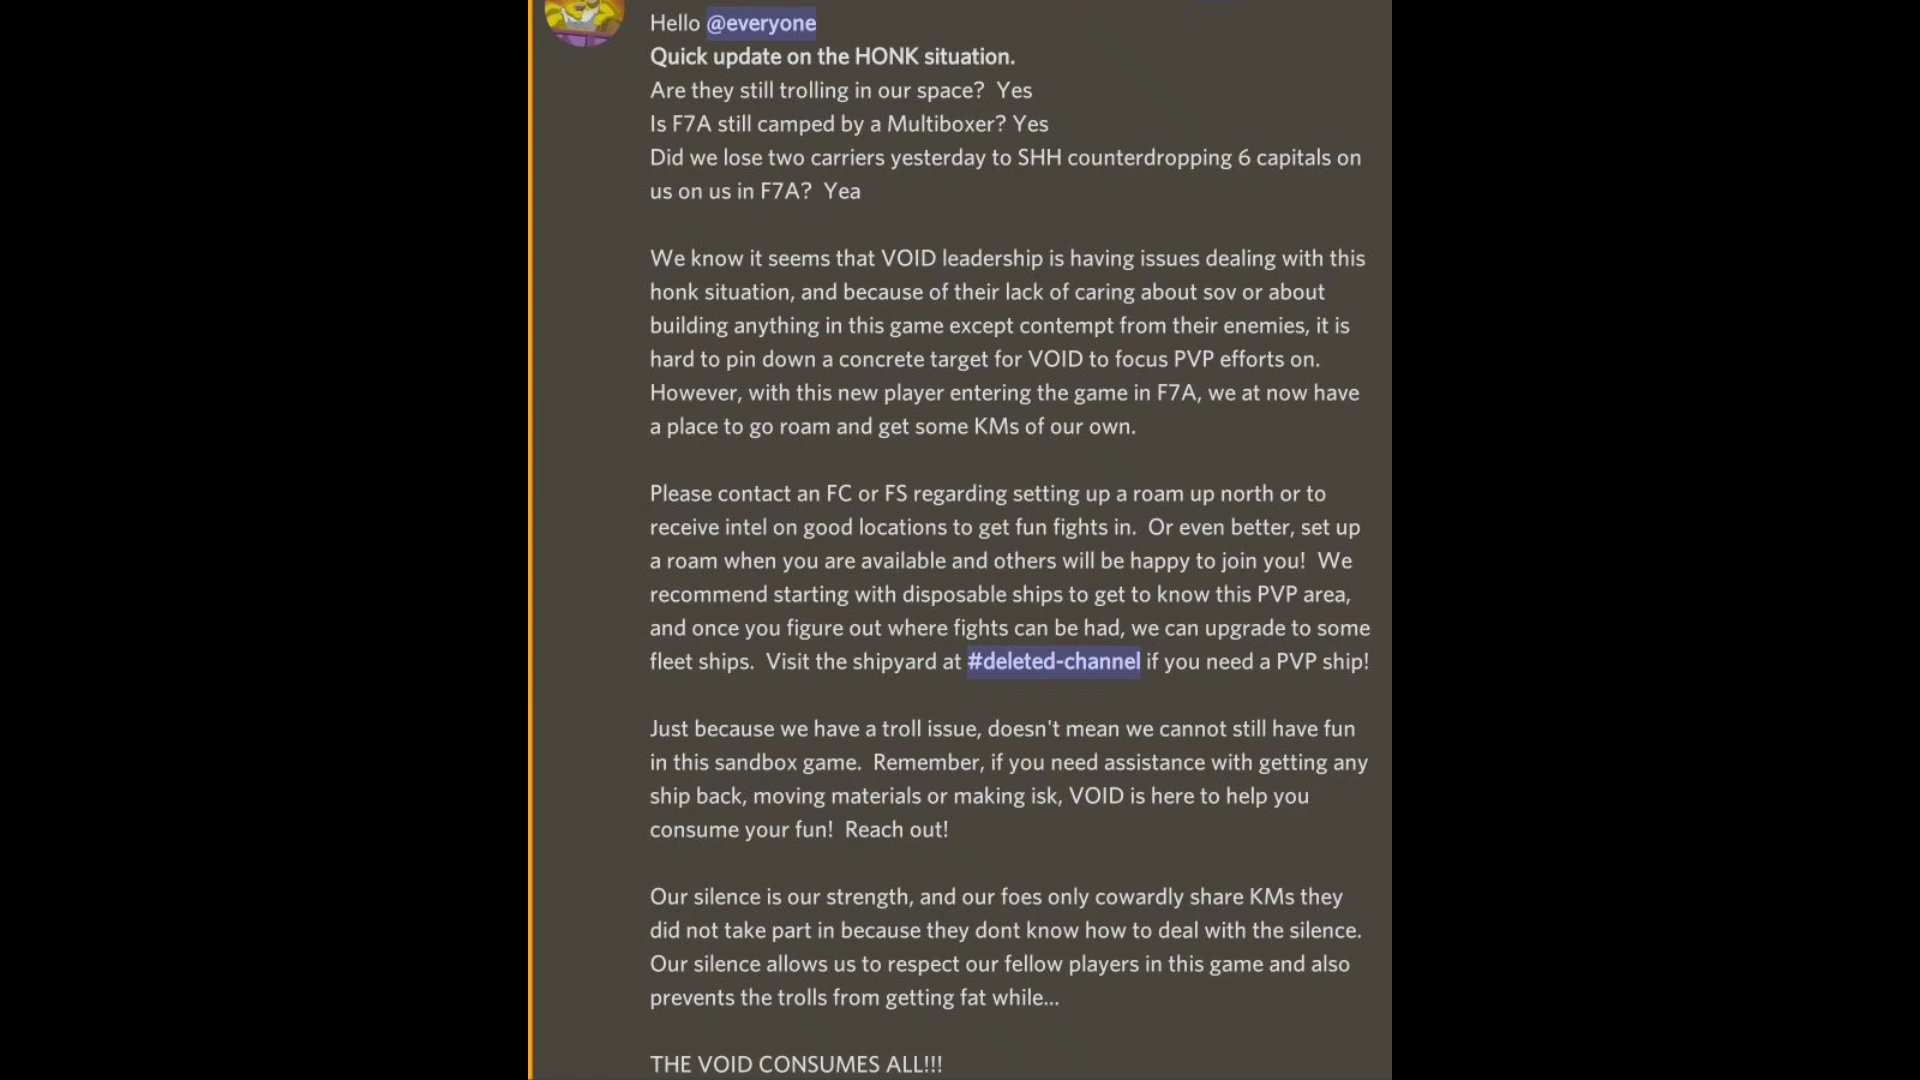 Hello @everyone
Quick update on the HONK situation.
Are they still trolling in our space?  Yes
Is F7A still camped by a Multiboxer? Yes
Did we lose two carriers yesterday to SHH counterdropping 6 capitals on
us on us in F7A?  Yea
We know it seems that VOID leadership is having issues dealing with this
honk situation, and because of their lack of caring about sov or about
building anything in this game except contempt from their enemies, it is
hard to pin down a concrete target for VOID to focus PVP efforts on.
However, with this new player entering the game in F7A, we at now have
a place to go roam and get some KMs of our own.
Please contact an FC or FS regarding setting up a roam up north or to
receive intel on good locations to get fun fights in.  Or even better, set up
a roam when you are available and others will be happy to join you!  We
recommend starting with disposable ships to get to know this PVP area,
and once you figure out where fights can be had, we can upgrade to some
fleet ships.  Visit the shipyard at #deleted-channel if you need a PVP ship!
Just because we have a troll issue, doesn't mean we cannot still have fun
in this sandbox game.  Remember, if you need assistance with getting any
ship back, moving materials or making isk, VOID is here to help you
consume your fun!  Reach out!
Our silence is our strength, and our foes only cowardly share KMs they
did not take part in because they dont know how to deal with the silence.
Our silence allows us to respect our fellow players in this game and also
prevents the trolls from getting fat while...
THE VOID CONSUMES ALL!!!